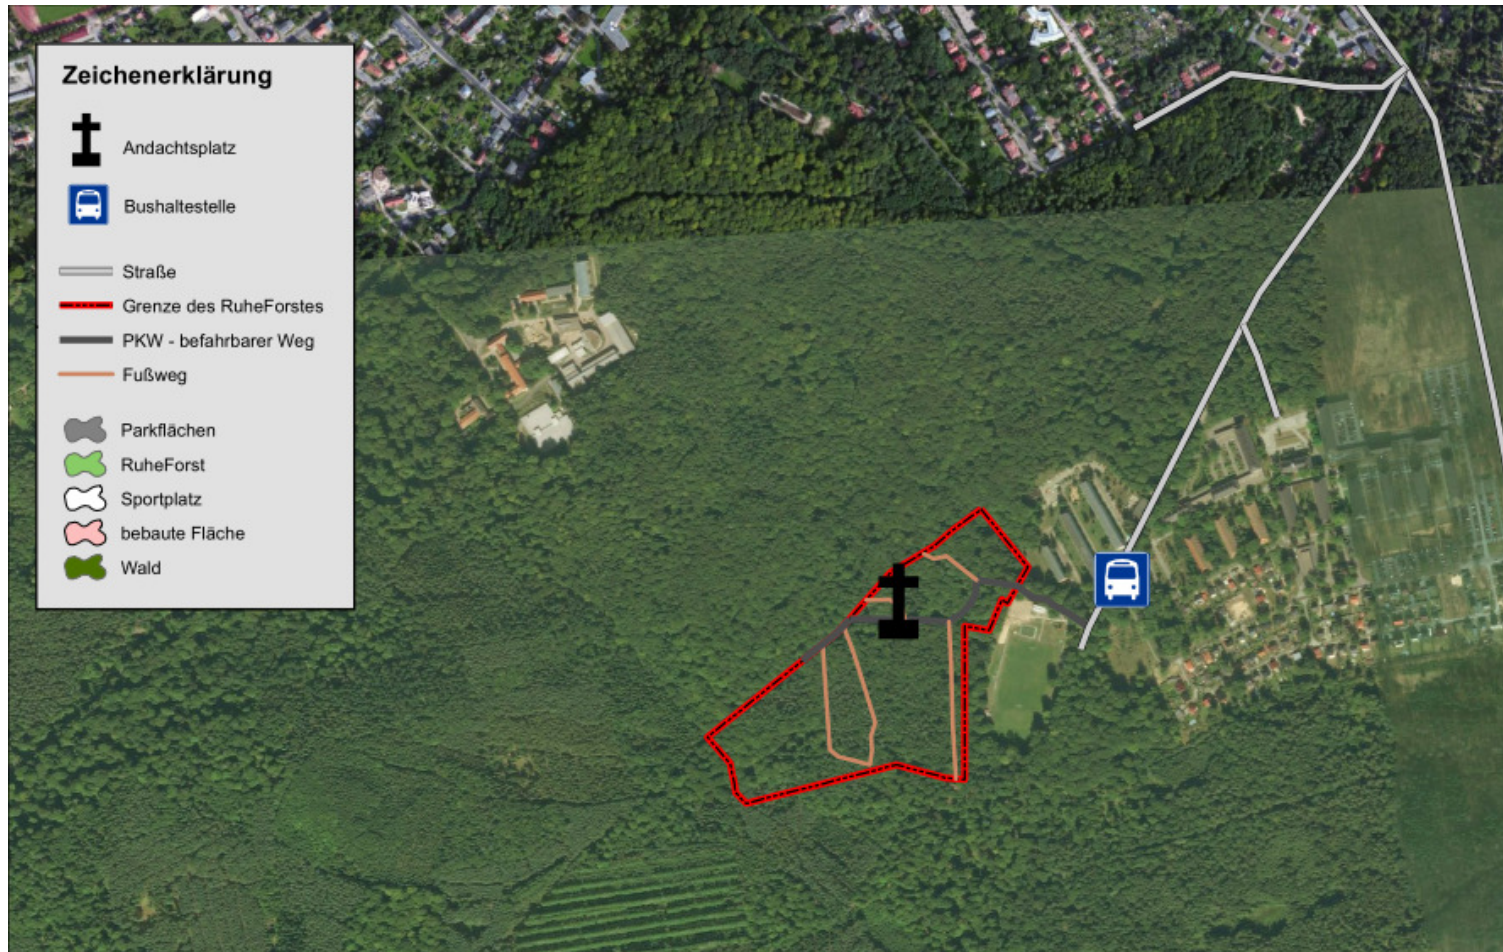 Zeichenerklärung
Andachtsplatz
Bushaltestelle
Straße
Grenze des RuheForstes
PKW - befahrbarer Weg
Fußweg
Parkflächen
RuheForst
Sportplatz
bebaute Fläche
Wald